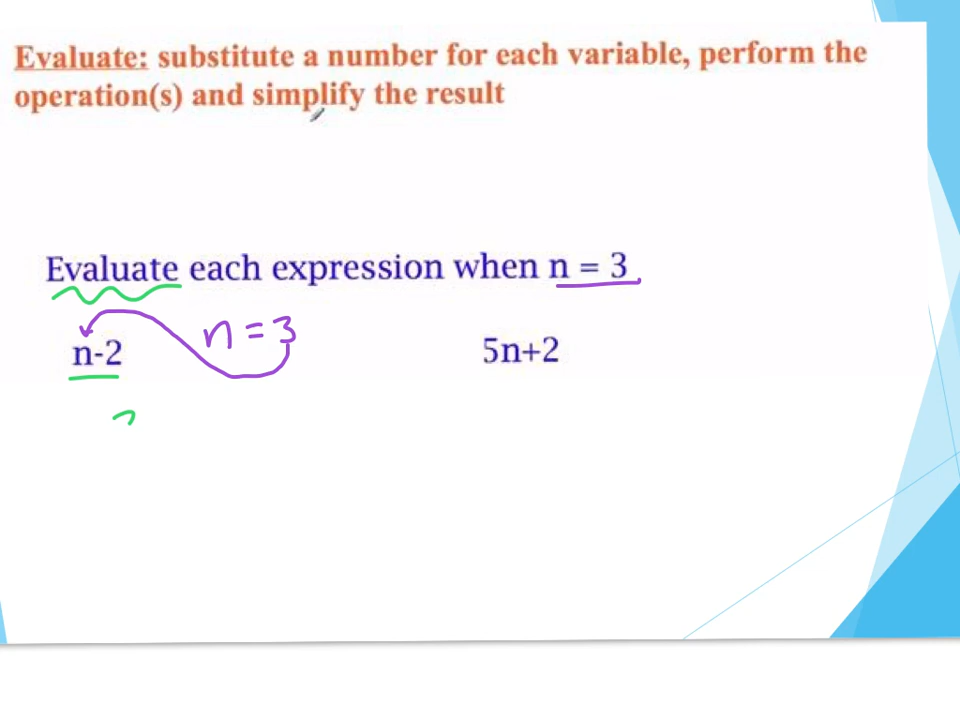 Evaluate: substitute a number for each variable, perform the
operation(s) and simplify the result
Evaluate each expression when n = 3
n = 3
n-2
5n+2